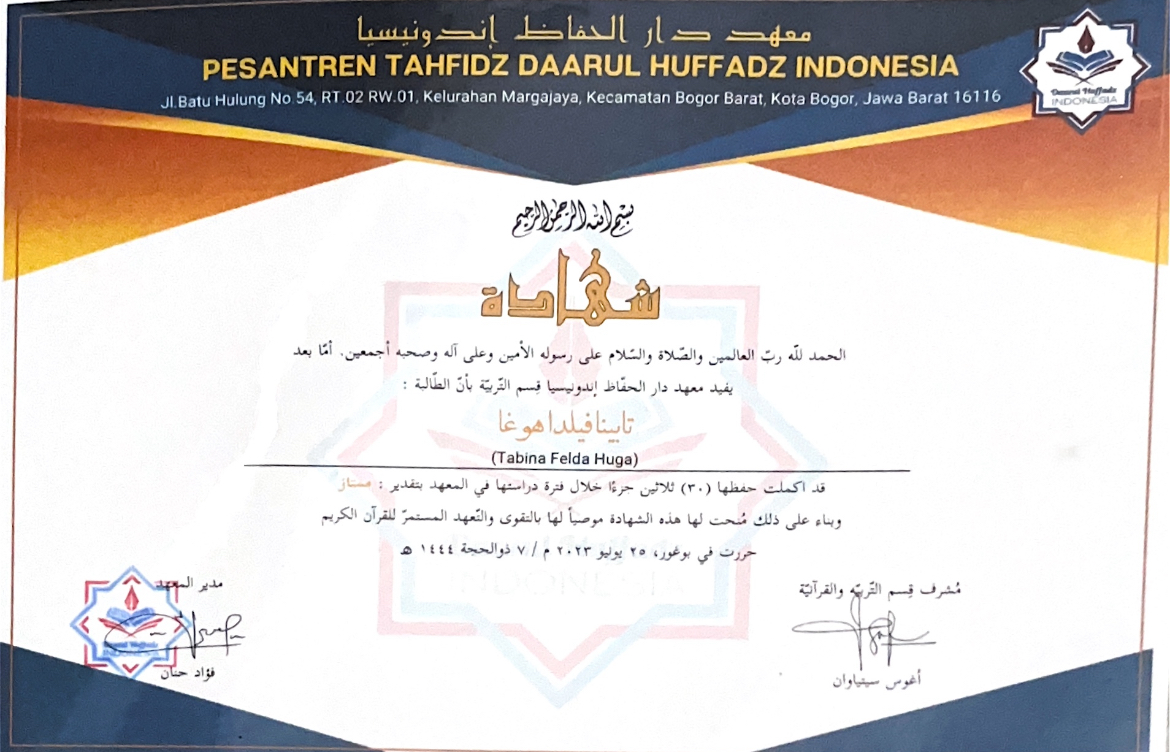 معهد دار الحفاظ إندونيسيا
PESANTREN TAHFIDZ DAARUL HUFFADZ INDONESIA
Jl.Batu Hulung No.54, RT.02 RW.01, Kelurahan Margajaya, Kecamatan Bogor Barat, Kota Bogor, Jawa Barat 16116
Daarul Huffadz
INDONESIA
بسم الله الرحمن الرحيم
شهادة
الحمد لله ربّ العالمين والصّلاة والسّلام على رسوله الأمين وعلى آله وصحبه أجمعين. أمّا بعد
يفيد معهد دار الحفّاظ إندونيسيا قِسم التّربيّة بأنّ الطّالبة :
تابينا فيلدا هوغا
(Tabina Felda Huga)
قد اكملت حفظها (٣٠) ثلاثين جزءًا خلال فترة دراستها في المعهد بتقدير : ممتاز
وبناء على ذلك مُنحت لها هذه الشهادة موصياً لها بالتقوى والتّعهد المستمرّ للقرآن الكريم
حررت في بوغور، ٢٥ يوليو ٢٠٢٣ م / ٧ ذوالحجة ١٤٤٤ هـ
مُشرف قِسم التّربيّه والقرآنيّة
أغوس سيتياوان
مدير المعهد
فؤاد حنان